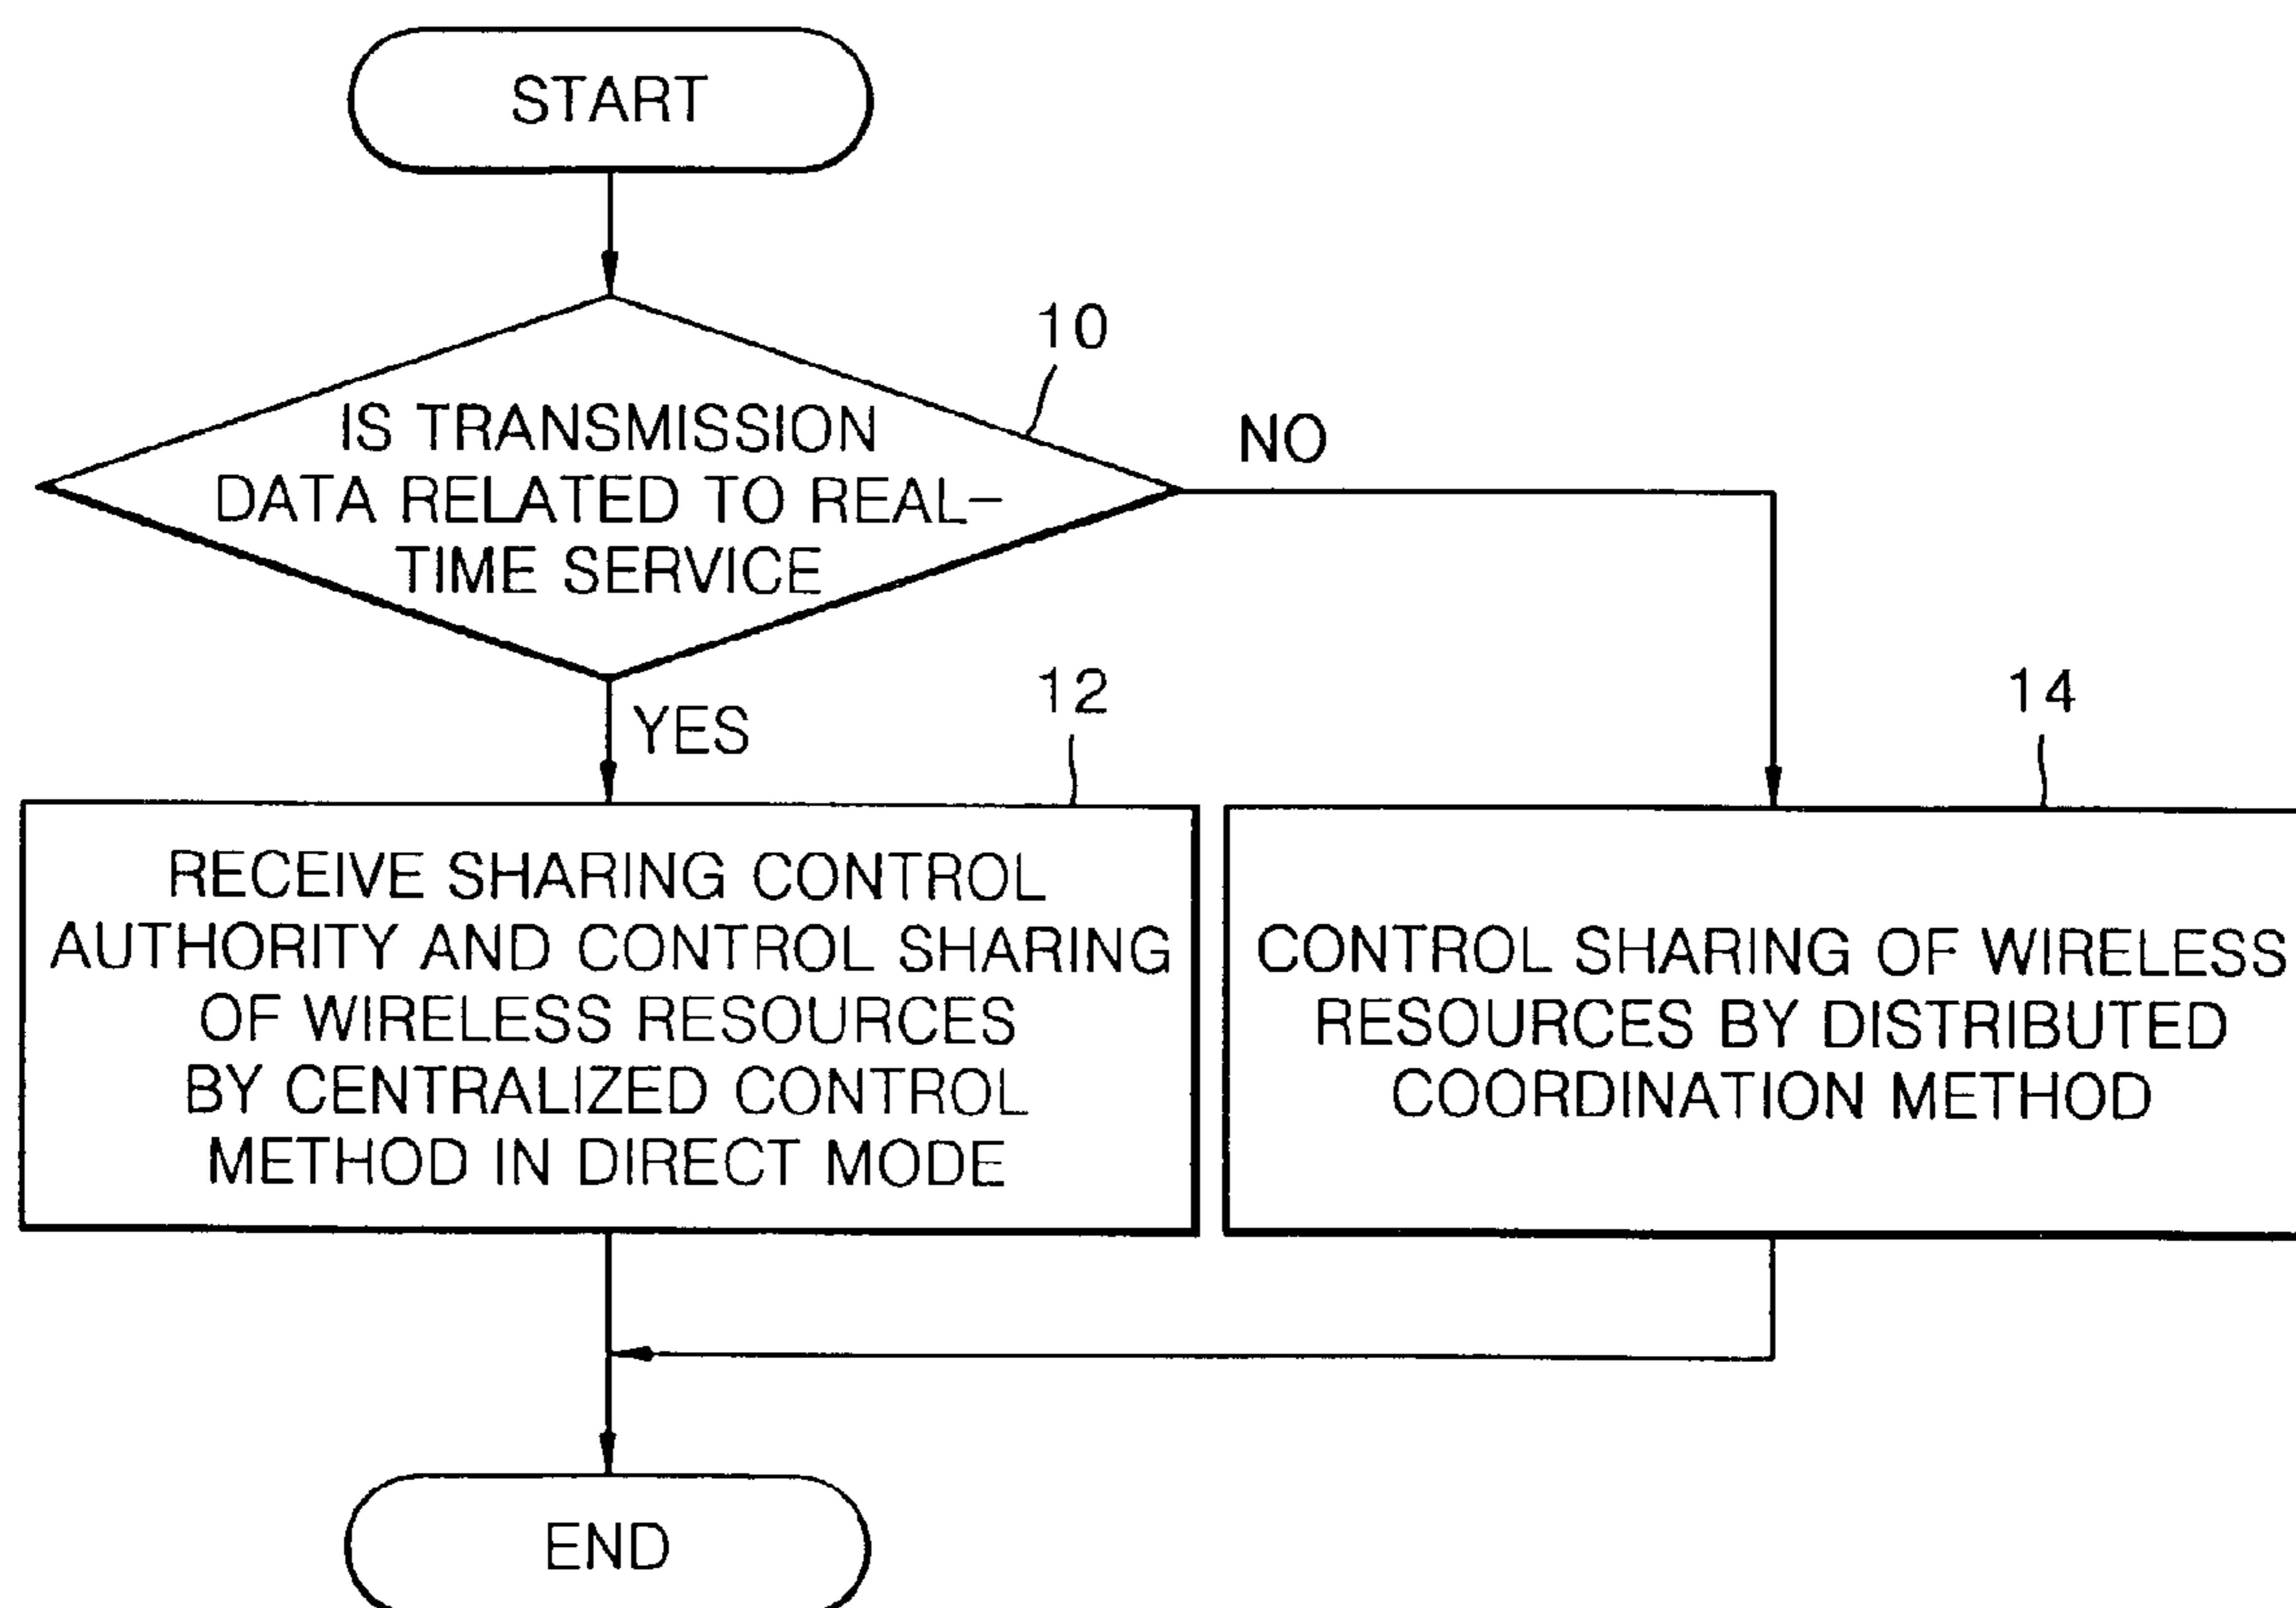 START
10
IS TRANSMISSION
DATA RELATED TO REAL-
TIME SERVICE
NO
YES
12
RECEIVE SHARING CONTROL
AUTHORITY AND CONTROL SHARING
OF WIRELESS RESOURCES
BY CENTRALIZED CONTROL
METHOD IN DIRECT MODE
14
CONTROL SHARING OF WIRELESS
RESOURCES BY DISTRIBUTED
COORDINATION METHOD
END